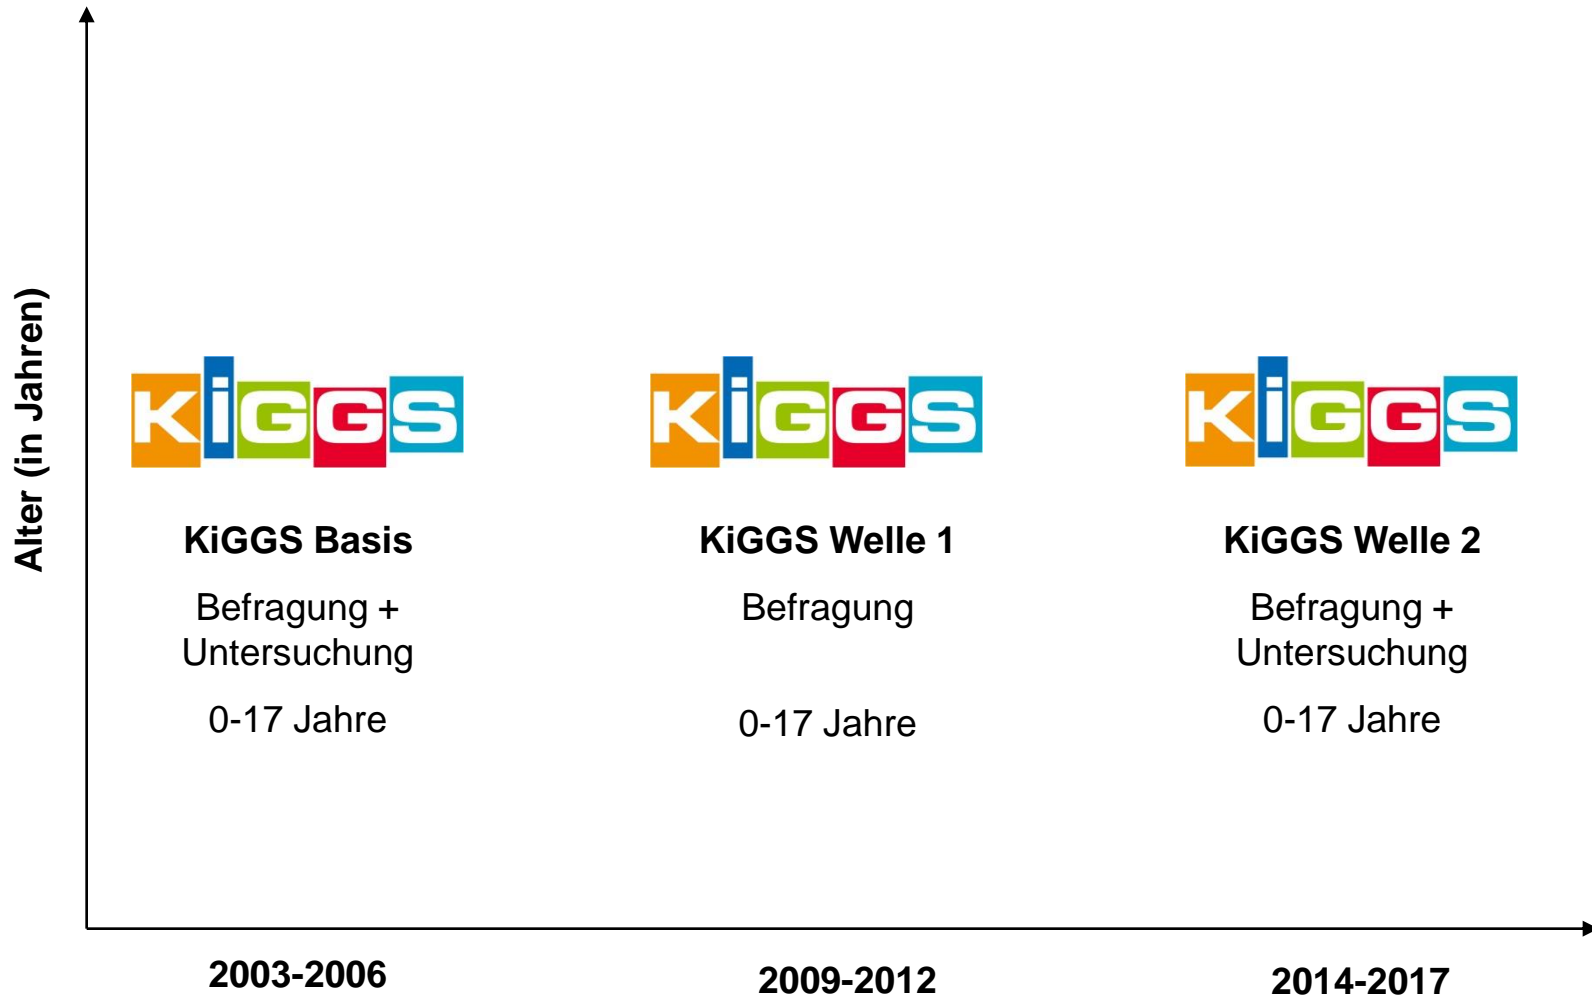 Alter (in Jahren)
KiGGS
KiGGS Basis
Befragung +
Untersuchung
0-17 Jahre
2003-2006
KiGGS
KiGGS Welle 1
Befragung
0-17 Jahre
2009-2012
KiGGS
KiGGS Welle 2
Befragung +
Untersuchung
0-17 Jahre
2014-2017